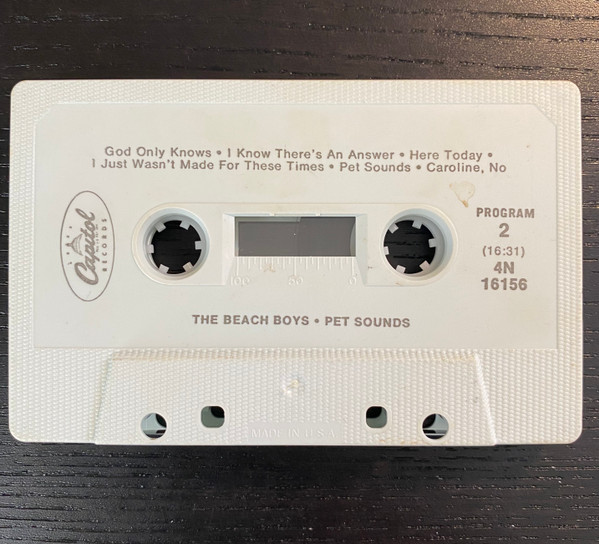 God Only Knows • I Know There's An Answer • Here Today •
I Just Wasn't Made For These Times • Pet Sounds • Caroline, No
Capitol
RECORDS
PROGRAM
2
(16:31)
4N
16156
100 50 0
THE BEACH BOYS • PET SOUNDS
MADE IN U.S.A.